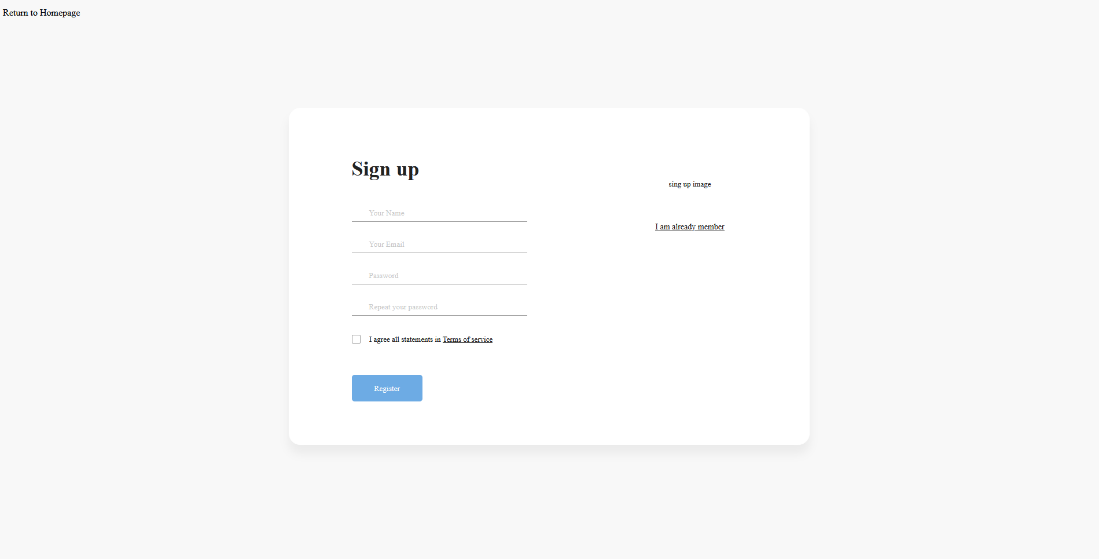 Return to Homepage
Sign up
Your Name
Your Email
Password
Repeat your password
I agree all statements in Terms of service
Register
sing up image
I am already member